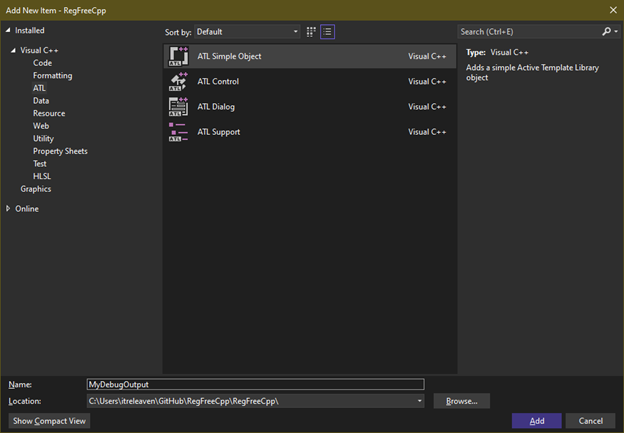 Add New Item - RegFreeCpp
Installed
Visual C++
Code
Formatting
ATL
Data
Resource
Web
Utility
Property Sheets
Test
HLSL
Graphics
Online
Sort by: Default
ATL Simple Object Visual C++
ATL Control Visual C++
ATL Dialog Visual C++
ATL Support Visual C++
Search (Ctrl+E)
Type: Visual C++
Adds a simple Active Template Library
object
Name: MyDebugOutput
Location: C:\Users\itreleaven\GitHub\RegFreeCpp\RegFreeCpp\
Browse...
Show Compact View
Add
Cancel